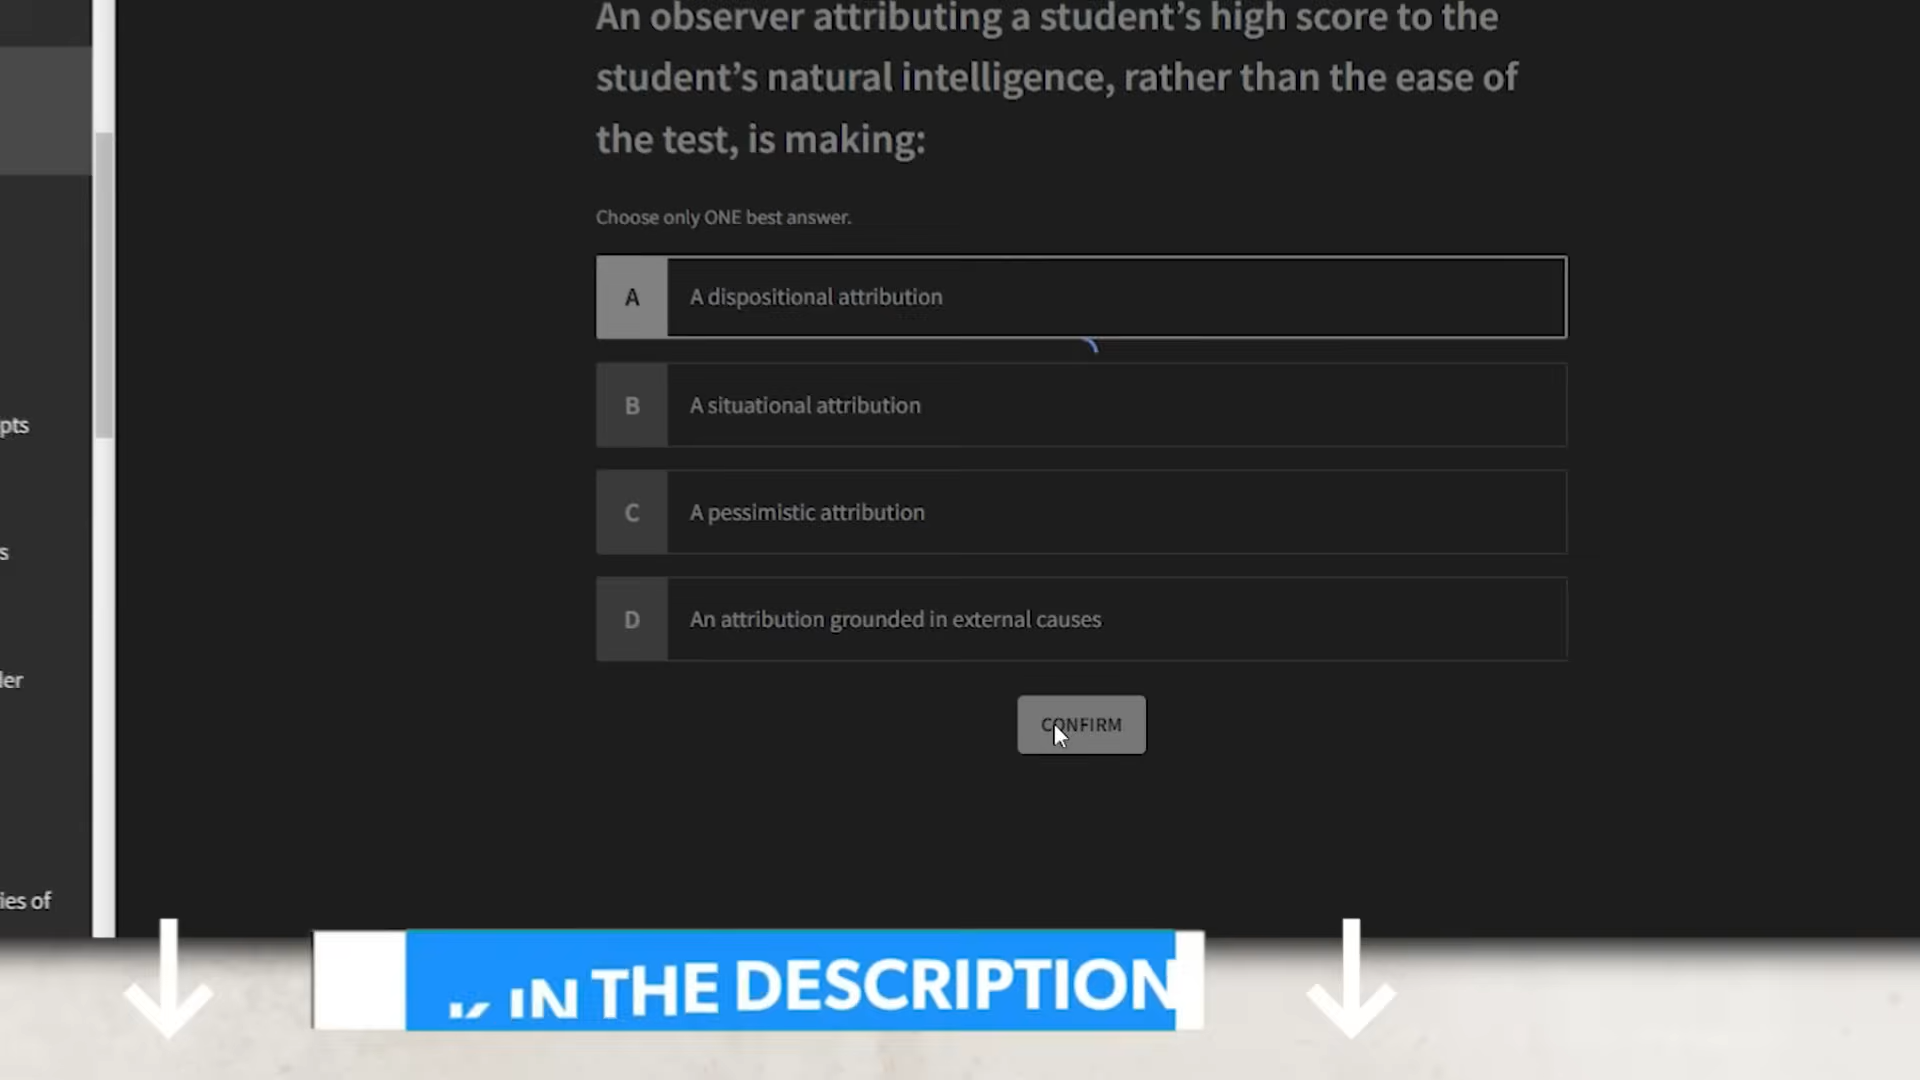 An observer attributing a student's high score to the
student's natural intelligence, rather than the ease of
the test, is making:
Choose only ONE best answer.
A A dispositional attribution
B A situational attribution
C A pessimistic attribution
D An attribution grounded in external causes
CONFIRM
pts
s
ler
ies of
IN THE DESCRIPTION